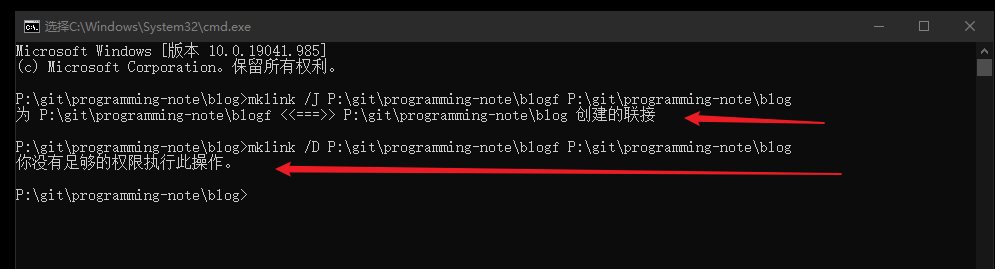 选择C:\Windows\System32\cmd.exe
Microsoft Windows [版本 10.0.19041.985]
(c) Microsoft Corporation。保留所有权利。
P:\git\programming-note\blog>mklink /J P:\git\programming-note\blogf P:\git\programming-note\blog
为 P:\git\programming-note\blogf <<===>> P:\git\programming-note\blog 创建的联接
P:\git\programming-note\blog>mklink /D P:\git\programming-note\blogf P:\git\programming-note\blog
你没有足够的权限执行此操作。
P:\git\programming-note\blog>